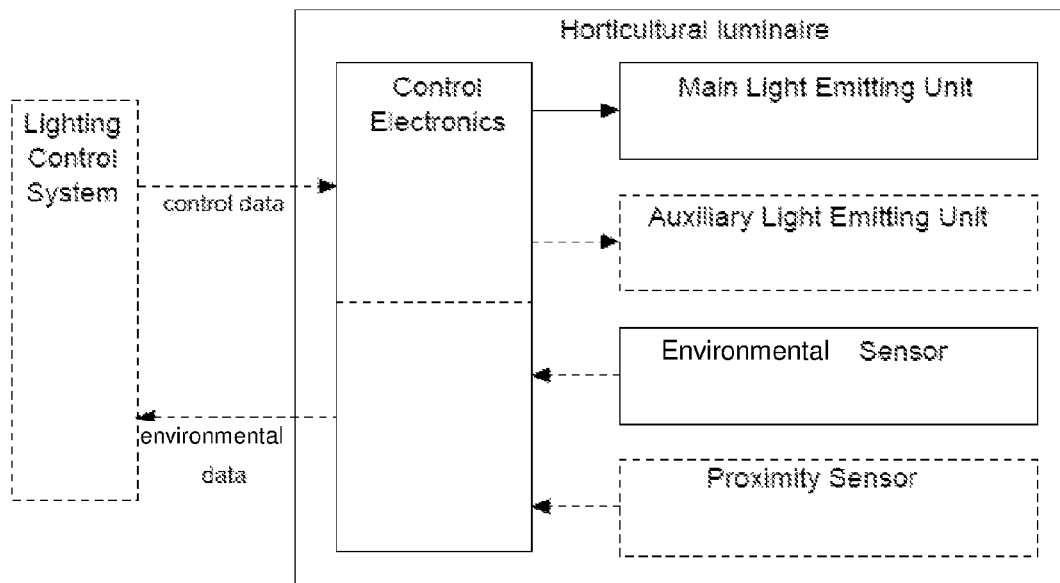 Horticultural luminaire
Lighting
Control
System
control data
environmental
data
Control
Electronics
Main Light Emitting Unit
Auxiliary Light Emitting Unit
Environmental Sensor
Proximity Sensor